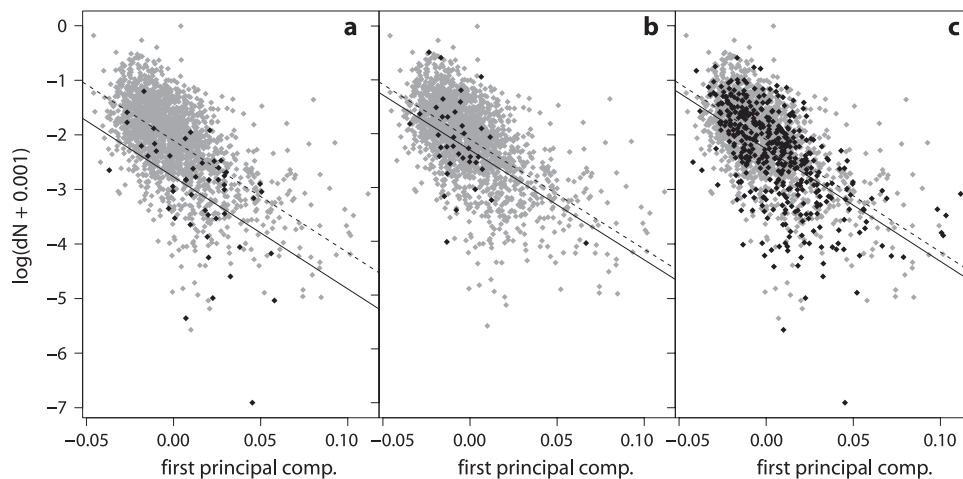 a
b
c
log(dN + 0.001)
0
−1
−2
−3
−4
−5
−6
−7
−0.05 0.00 0.05 0.10
−0.05 0.00 0.05 0.10
−0.05 0.00 0.05 0.10
first principal comp.
first principal comp.
first principal comp.